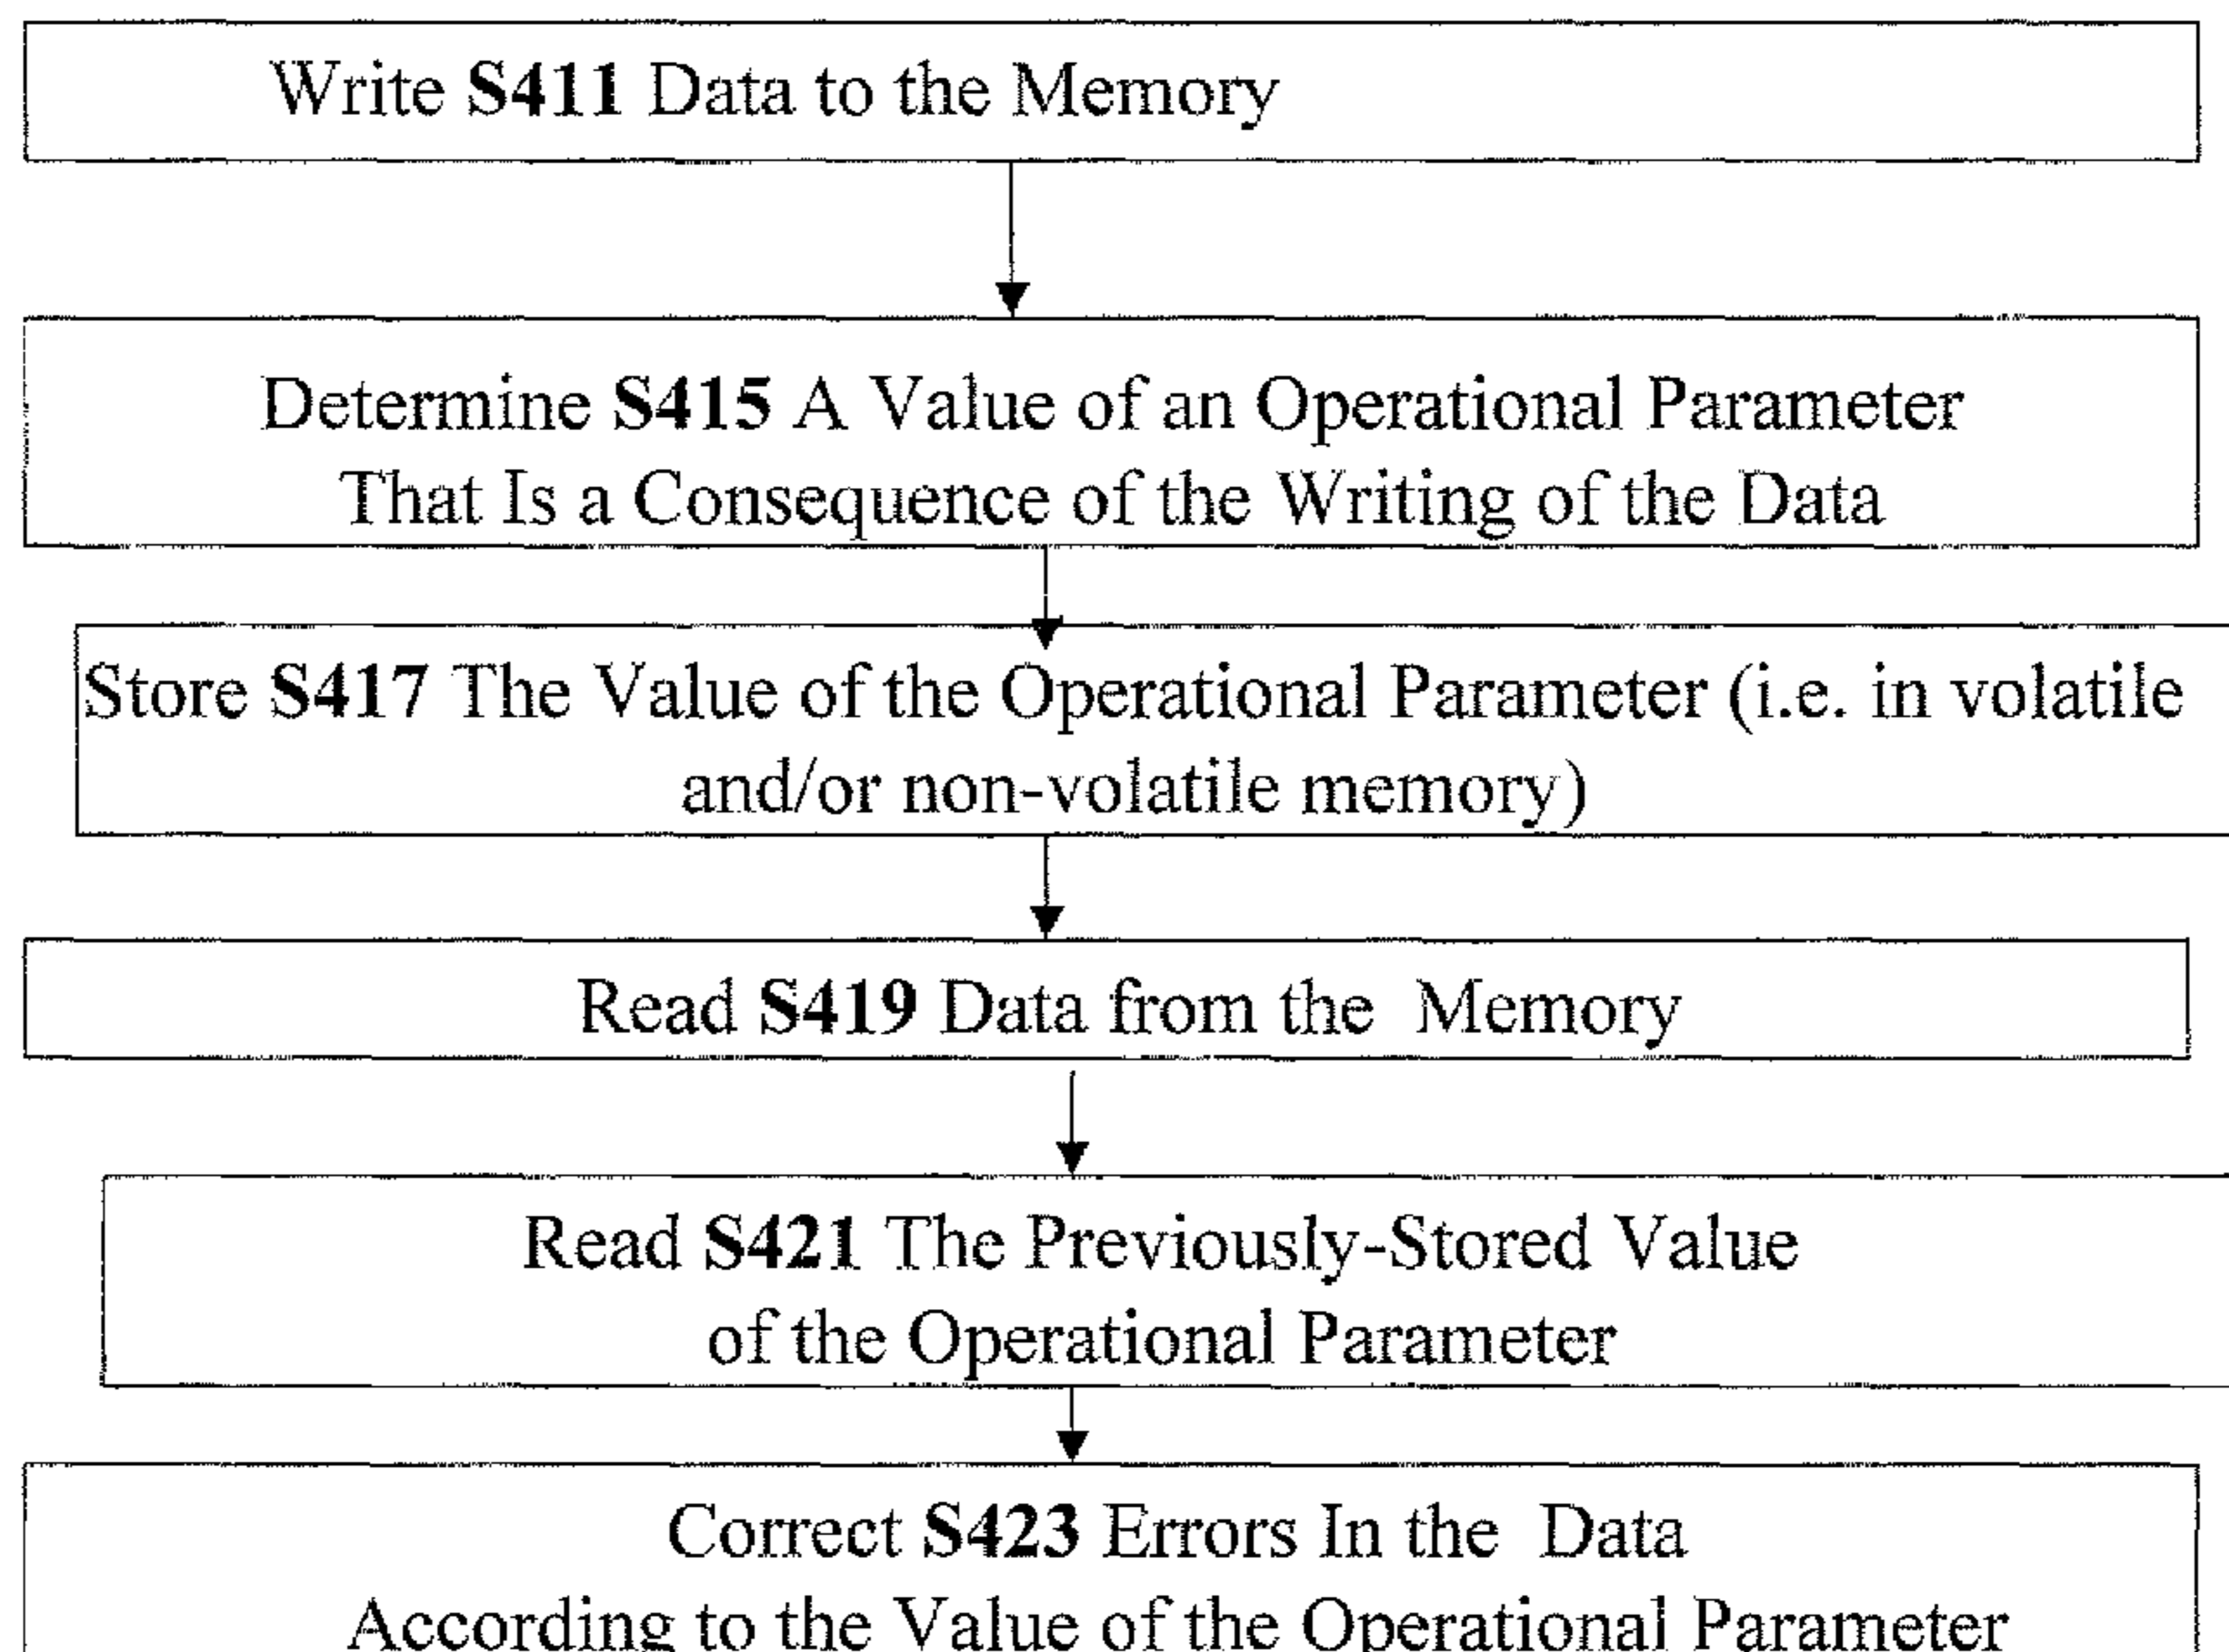 Write S411 Data to the Memory
Determine S415 A Value of an Operational Parameter
That Is a Consequence of the Writing of the Data
Store S417 The Value of the Operational Parameter (i.e. in volatile
and/or non-volatile memory)
Read S419 Data from the Memory
Read S421 The Previously-Stored Value
of the Operational Parameter
Correct S423 Errors In the Data
According to the Value of the Operational Parameter